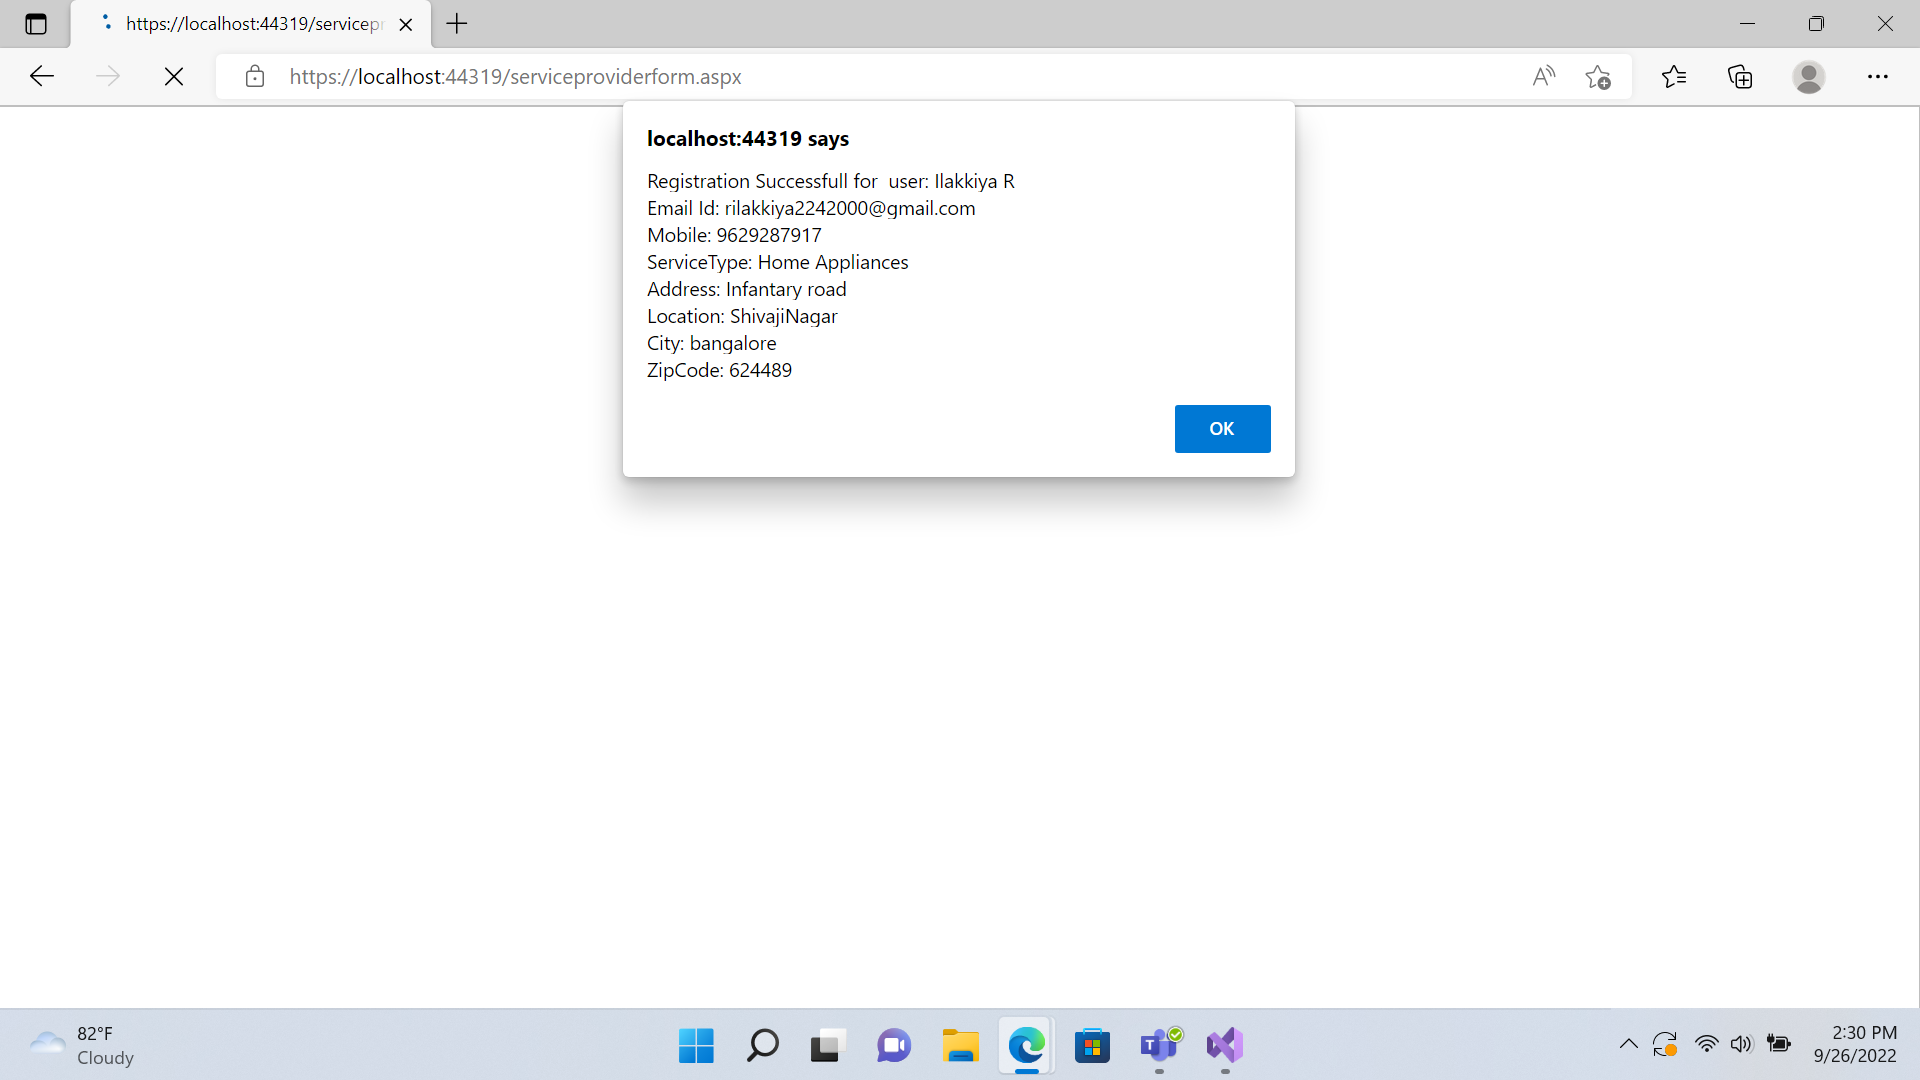 https://localhost:44319/servicepr
https://localhost:44319/serviceproviderform.aspx
localhost:44319 says
Registration Successfull for  user: Ilakkiya R
Email Id: rilakkiya2242000@gmail.com
Mobile: 9629287917
ServiceType: Home Appliances
Address: Infantary road
Location: ShivajiNagar
City: bangalore
ZipCode: 624489
OK
82°F
Cloudy
2:30 PM
9/26/2022